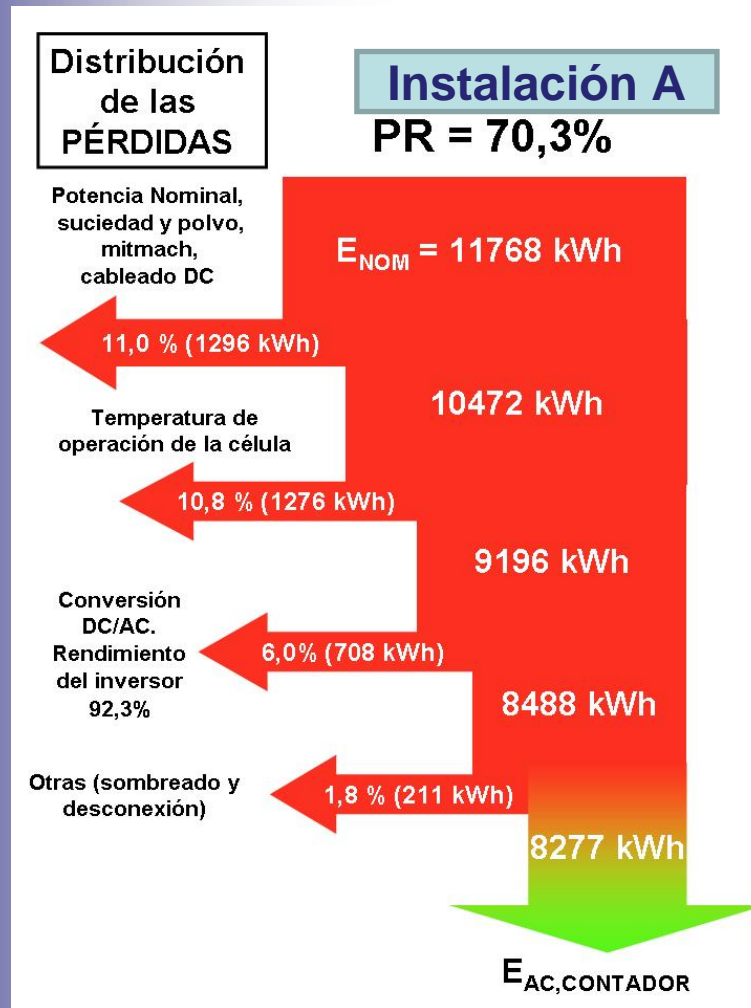 Distribución
de las
PÉRDIDAS
Instalación A
PR = 70,3%
Potencia Nominal,
suciedad y polvo,
mitmach,
cableado DC
E_NOM = 11768 kWh
11,0 % (1296 kWh)
10472 kWh
Temperatura de
operación de la célula
10,8 % (1276 kWh)
9196 kWh
Conversión
DC/AC.
Rendimiento
del inversor
92,3%
6,0% (708 kWh)
8488 kWh
Otras (sombreado y
desconexión)
1,8 % (211 kWh)
8277 kWh
E_AC,CONTADOR